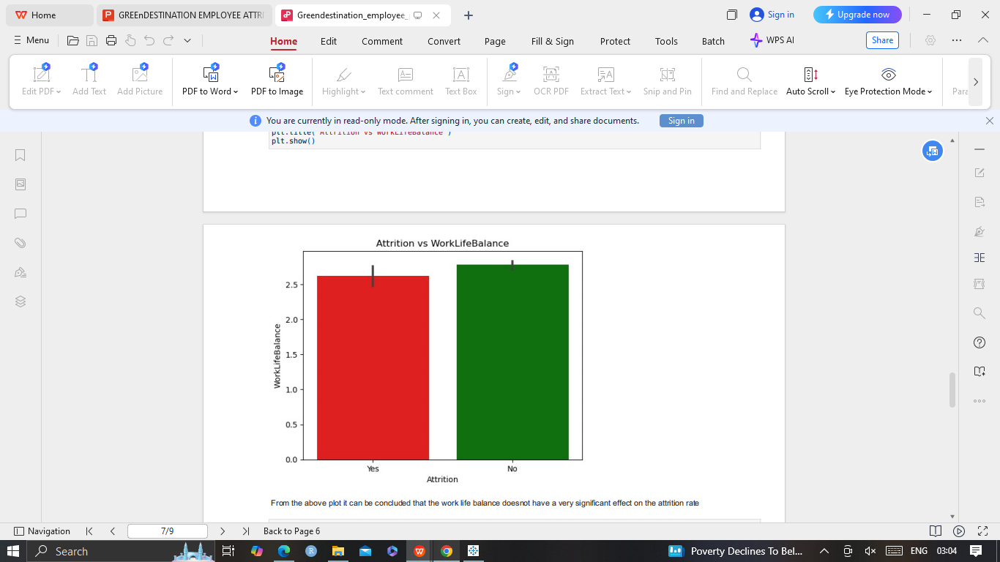 Home
GREEnDESTINATION EMPLOYEE ATTRI
Greendestination_employee_
Sign in
Upgrade now
Menu
Home
Edit
Comment
Convert
Page
Fill & Sign
Protect
Tools
Batch
WPS AI
Share
Edit PDF
Add Text
Add Picture
PDF to Word
PDF to Image
Highlight
Text comment
Text Box
Sign
OCR PDF
Extract Text
Snip and Pin
Find and Replace
Auto Scroll
Eye Protection Mode
Para
You are currently in read-only mode. After signing in, you can create, edit, and share documents.
Sign in
plt.title('Attrition vs WorkLifeBalance')
plt.show()
Attrition vs WorkLifeBalance
WorkLifeBalance
2.5
2.0
1.5
1.0
0.5
0.0
Yes
No
Attrition
From the above plot it can be concluded that the work life balance doesnot have a very significant effect on the attrition rate
Navigation
7/9
Back to Page 6
Search
Poverty Declines To Bel...
ENG
03:04